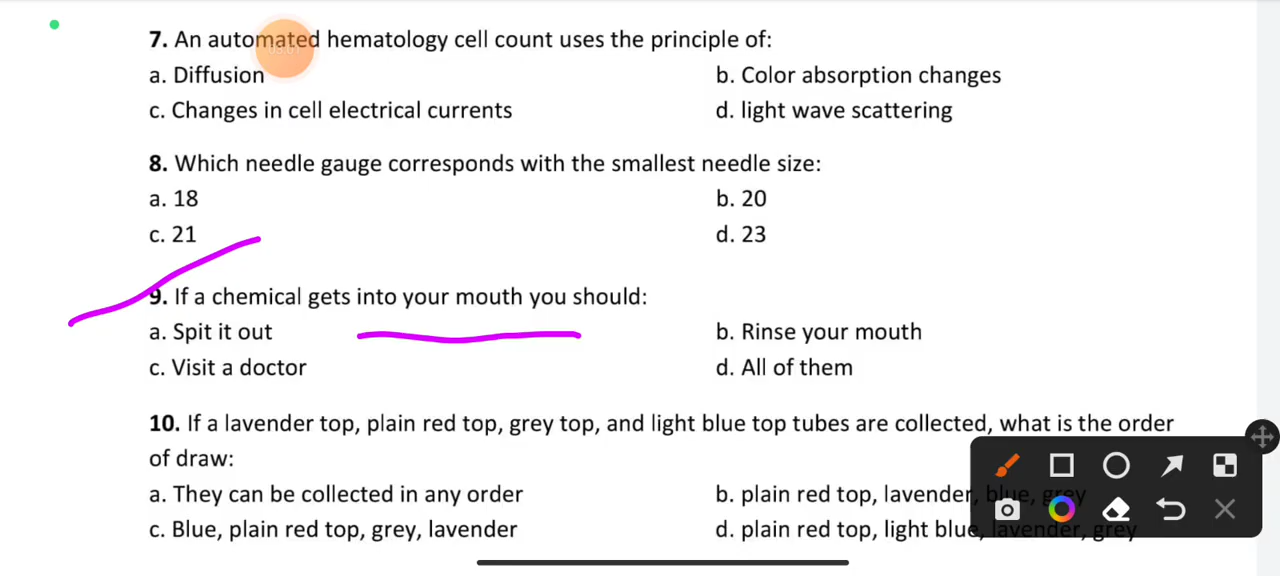 7. An automated hematology cell count uses the principle of:
a. Diffusion b. Color absorption changes
c. Changes in cell electrical currents d. light wave scattering
8. Which needle gauge corresponds with the smallest needle size:
a. 18 b. 20
c. 21 d. 23
9. If a chemical gets into your mouth you should:
a. Spit it out b. Rinse your mouth
c. Visit a doctor d. All of them
10. If a lavender top, plain red top, grey top, and light blue top tubes are collected, what is the order
of draw:
a. They can be collected in any order b. plain red top, lavender, blue, grey
c. Blue, plain red top, grey, lavender d. plain red top, light blue, lavender, grey